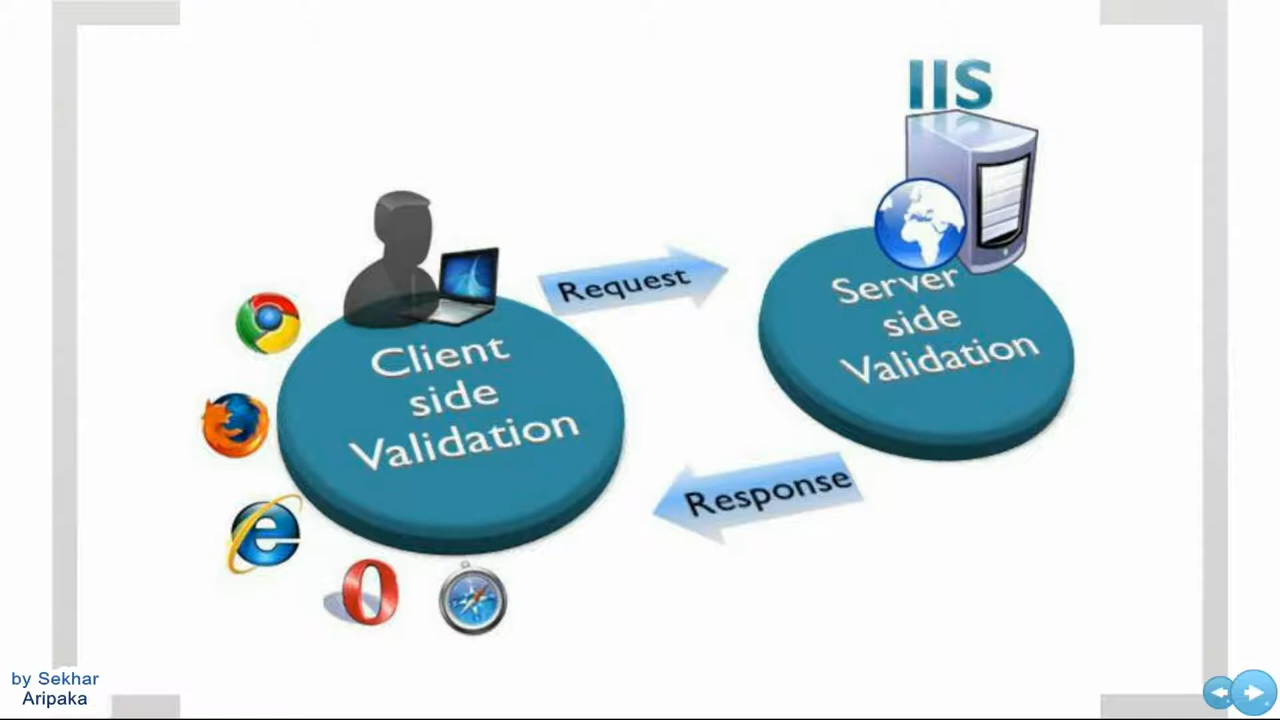 IIS
Request
Server
side
Validation
Client
side
Validation
Response
by Sekhar
Aripaka